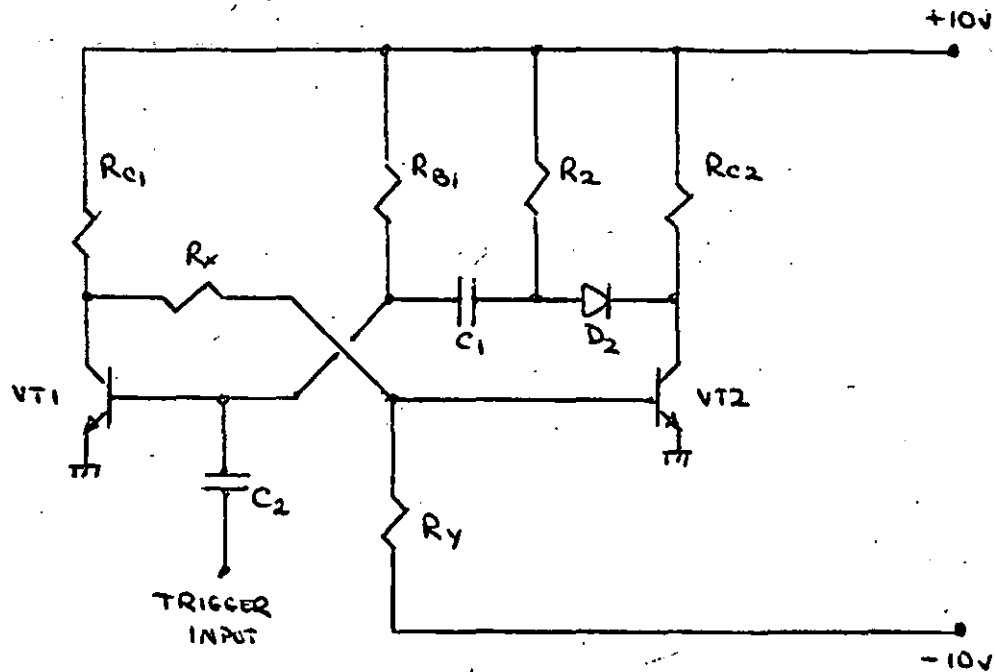 +10v
Rc1
RB1
R2
Rc2
Rx
C1
D2
VT1
VT2
C2
Ry
TRIGGER
INPUT
-10v